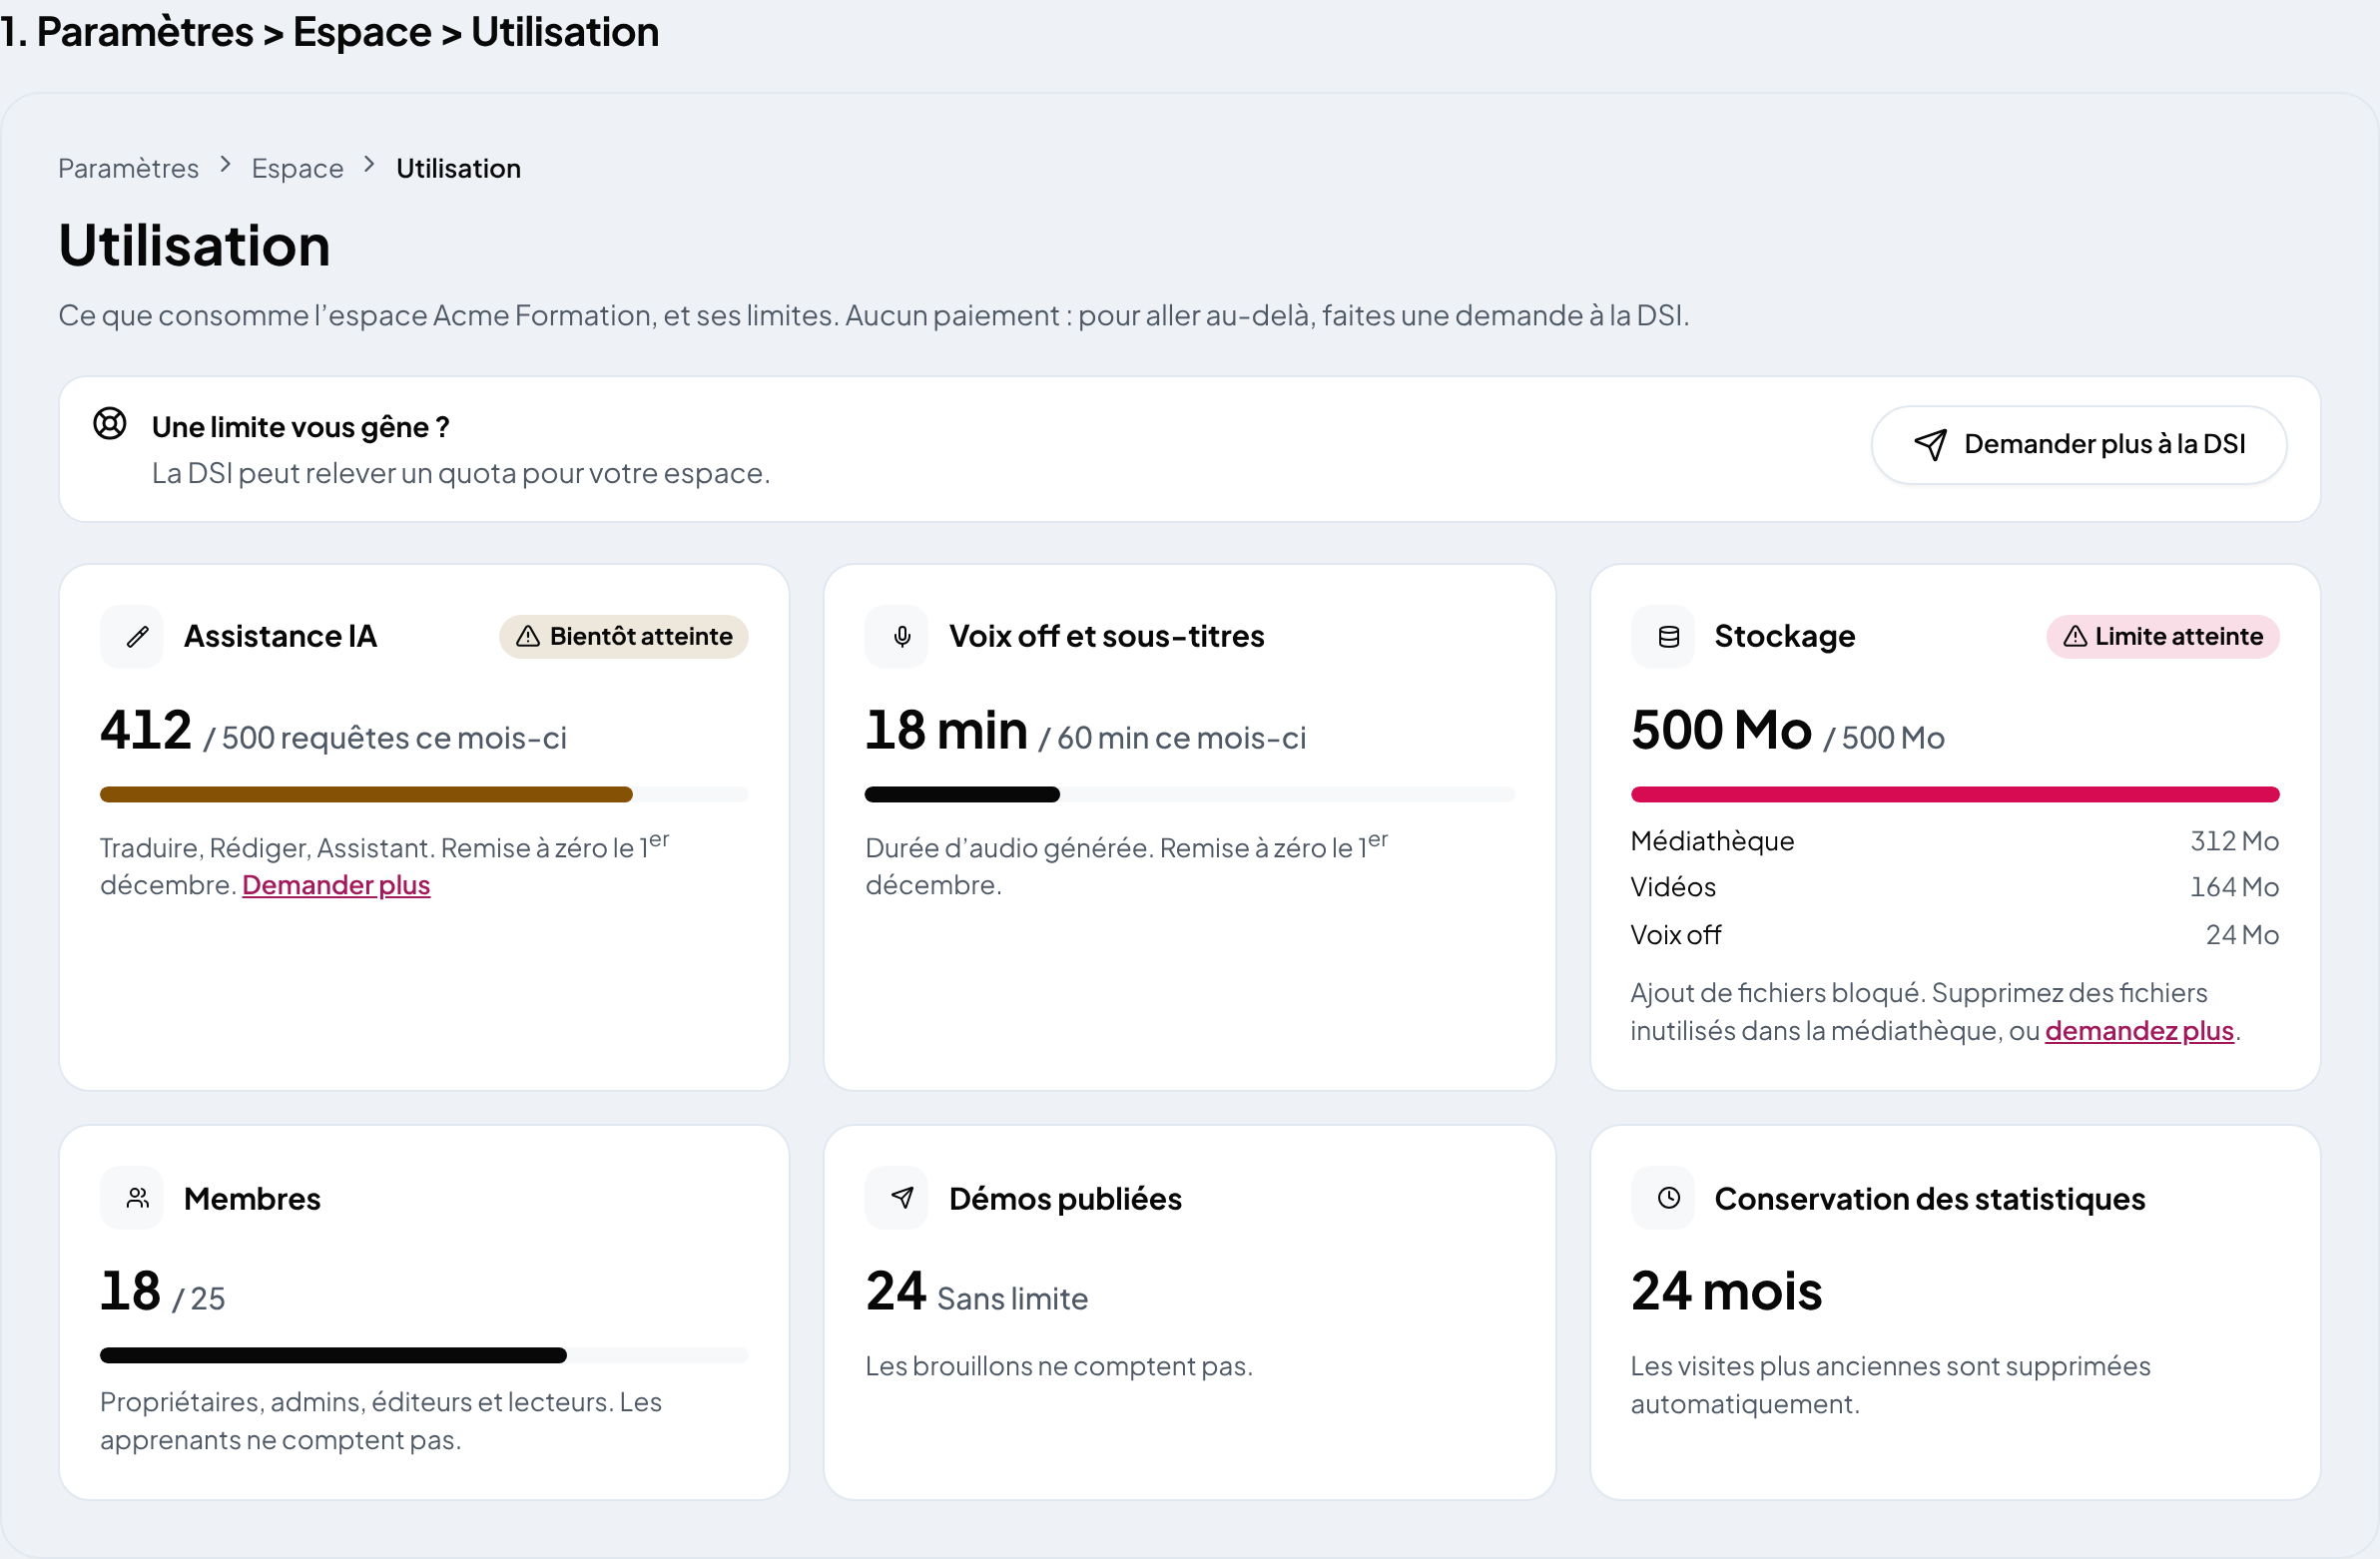 1. Paramètres > Espace > Utilisation
Paramètres > Espace > Utilisation
Utilisation
Ce que consomme l’espace Acme Formation, et ses limites. Aucun paiement : pour aller au-delà, faites une demande à la DSI.
Une limite vous gêne ?
La DSI peut relever un quota pour votre espace.
Demander plus à la DSI
Assistance IA
Bientôt atteinte
412 / 500 requêtes ce mois-ci
Traduire, Rédiger, Assistant. Remise à zéro le 1er
décembre. Demander plus
Voix off et sous-titres
18 min / 60 min ce mois-ci
Durée d’audio générée. Remise à zéro le 1er
décembre.
Stockage
Limite atteinte
500 Mo / 500 Mo
Médiathèque 312 Mo
Vidéos 164 Mo
Voix off 24 Mo
Ajout de fichiers bloqué. Supprimez des fichiers
inutilisés dans la médiathèque, ou demandez plus.
Membres
18 / 25
Propriétaires, admins, éditeurs et lecteurs. Les
apprenants ne comptent pas.
Démos publiées
24 Sans limite
Les brouillons ne comptent pas.
Conservation des statistiques
24 mois
Les visites plus anciennes sont supprimées
automatiquement.